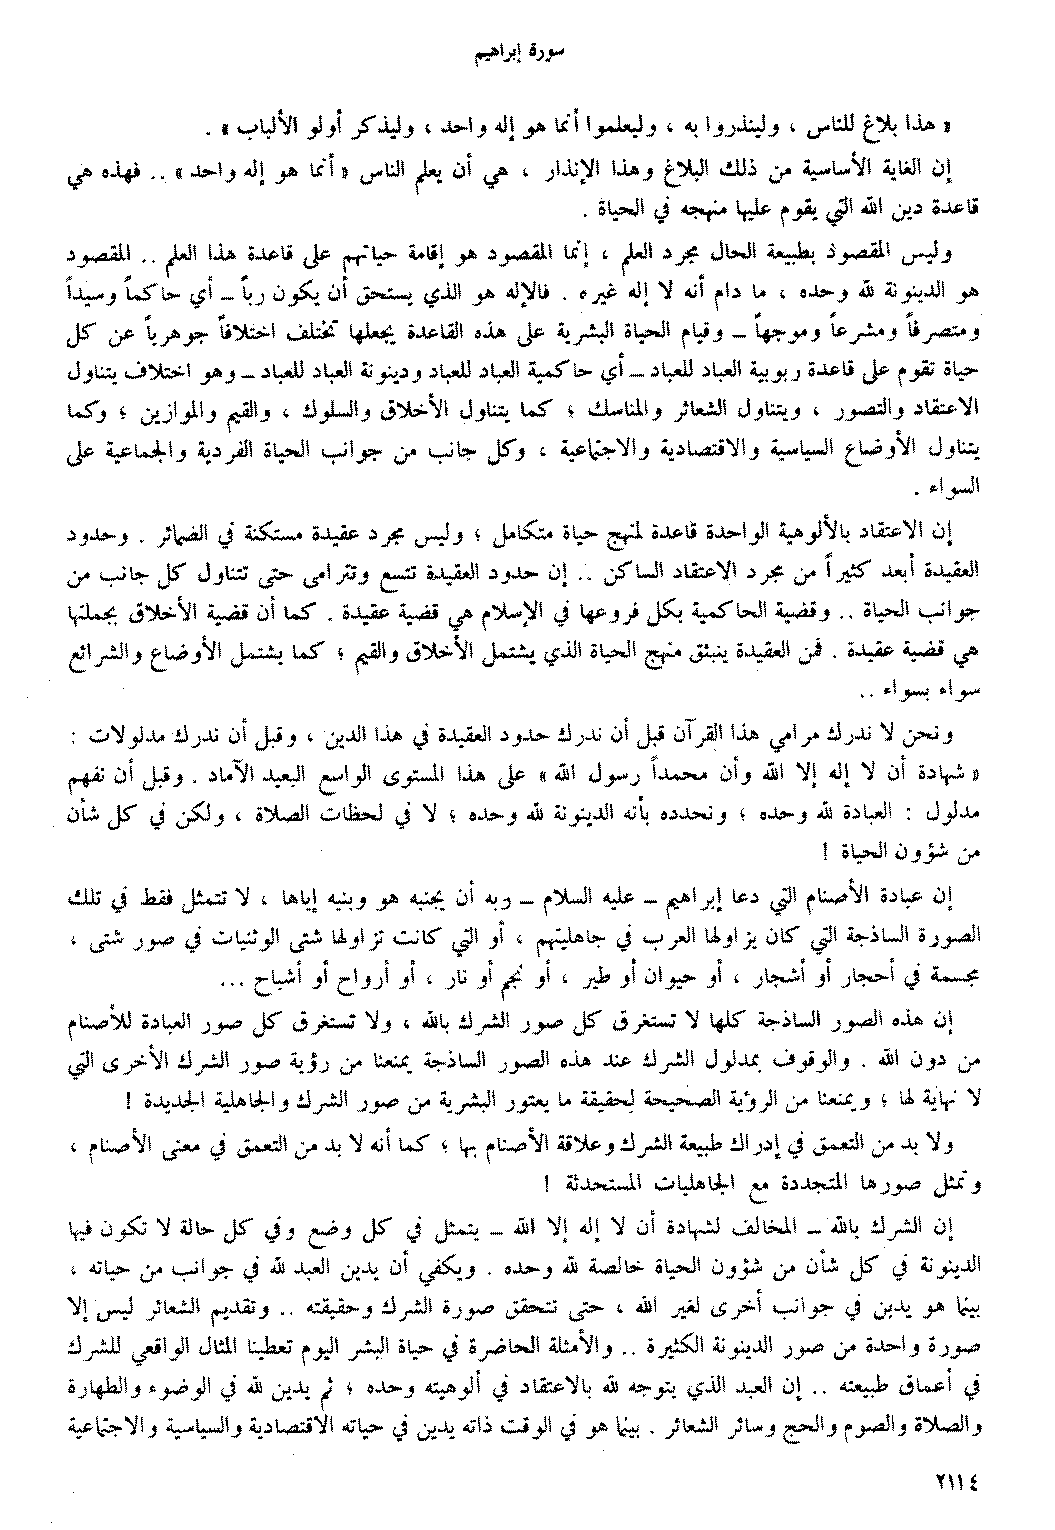 سورة إبراهيم
« هذا بلاغ للناس ، ولينذروا به ، وليعلموا أنما هو إله واحد ، وليذكر أولو الألباب » .
إن الغاية الأساسية من ذلك البلاغ وهذا الإنذار ، هي أن يعلم الناس « أنما هو إله واحد » .. فهذه هي
قاعدة دين الله التي يقوم عليها منهجه في الحياة .
وليس المقصود بطبيعة الحال مجرد العلم ، إنما المقصود هو إقامة حياتهم على قاعدة هذا العلم .. المقصود
هو الدينونة لله وحده ، ما دام أنه لا إله غيره . فالإله هو الذي يستحق أن يكون رباً ــ أي حاكماً وسيداً
ومتصرفاً ومشرعاً وموجهاً ــ وقيام الحياة البشرية على هذه القاعدة يجعلها تختلف اختلافاً جوهرياً عن كل
حياة تقوم على قاعدة ربوبية العباد للعباد ــ أي حاكمية العباد للعباد ودينونة العباد للعباد ــ وهو اختلاف يتناول
الاعتقاد والتصور ، ويتناول الشعائر والمناسك ؛ كما يتناول الأخلاق والسلوك ، والقيم والموازين ؛ وكما
يتناول الأوضاع السياسية والاقتصادية والاجتماعية ، وكل جانب من جوانب الحياة الفردية والجماعية على
السواء .
إن الاعتقاد بالألوهية الواحدة قاعدة لمنهج حياة متكامل ؛ وليس مجرد عقيدة مستكنة في الضمائر . وحدود
العقيدة أبعد كثيراً من مجرد الاعتقاد الساكن .. إن حدود العقيدة تتسع وتترامى حتى تتناول كل جانب من
جوانب الحياة .. وقضية الحاكمية بكل فروعها في الإسلام هي قضية عقيدة . كما أن قضية الأخلاق بجملتها
هي قضية عقيدة . فمن العقيدة ينبثق منهج الحياة الذي يشتمل الأخلاق والقيم ؛ كما يشتمل الأوضاع والشرائع
سواء بسواء ..
ونحن لا ندرك مرامي هذا القرآن قبل أن ندرك حدود العقيدة في هذا الدين ، وقبل أن ندرك مدلولات :
« شهادة أن لا إله إلا الله وأن محمداً رسول الله » على هذا المستوى الواسع البعيد الآماد . وقبل أن نفهم
مدلول : العبادة لله وحده ؛ ونحدده بأنه الدينونة لله وحده ؛ لا في لحظات الصلاة ، ولكن في كل شأن
من شؤون الحياة !
إن عبادة الأصنام التي دعا إبراهيم ــ عليه السلام ــ ربه أن يجنبه هو وبنيه إياها ، لا تتمثل فقط في تلك
الصورة الساذجة التي كان يزاولها العرب في جاهليتهم ، أو التي كانت تزاولها شتى الوثنيات في صور شتى ،
مجسمة في أحجار أو أشجار ، أو حيوان أو طير ، أو نجم أو نار ، أو أرواح أو أشباح ...
إن هذه الصور الساذجة كلها لا تستغرق كل صور الشرك بالله ، ولا تستغرق كل صور العبادة للأصنام
من دون الله . والوقوف بمدلول الشرك عند هذه الصور الساذجة يمنعنا من رؤية صور الشرك الأخرى التي
لا نهاية لها ؛ ويمنعنا من الرؤية الصحيحة لحقيقة ما يعتور البشرية من صور الشرك والجاهلية الجديدة !
ولا بد من التعمق في إدراك طبيعة الشرك وعلاقة الأصنام بها ؛ كما أنه لا بد من التعمق في معنى الأصنام ،
وتمثل صورها المتجددة مع الجاهليات المستحدثة !
إن الشرك بالله ــ المخالف لشهادة أن لا إله إلا الله ــ يتمثل في كل وضع وفي كل حالة لا تكون فيها
الدينونة في كل شأن من شؤون الحياة خالصة لله وحده . ويكفي أن يدين العبد لله في جوانب من حياته ،
بينما هو يدين في جوانب أخرى لغير الله ، حتى تتحقق صورة الشرك وحقيقته .. وتقديم الشعائر ليس إلا
صورة واحدة من صور الدينونة الكثيرة .. والأمثلة الحاضرة في حياة البشر اليوم تعطينا المثال الواقعي للشرك
في أعماق طبيعته .. إن العبد الذي يتوجه لله بالاعتقاد في ألوهيته وحده ؛ ثم يدين لله في الوضوء والطهارة
والصلاة والصوم والحج وسائر الشعائر . بينما هو في الوقت ذاته يدين في حياته الاقتصادية والسياسية والاجتماعية
٢١١٤